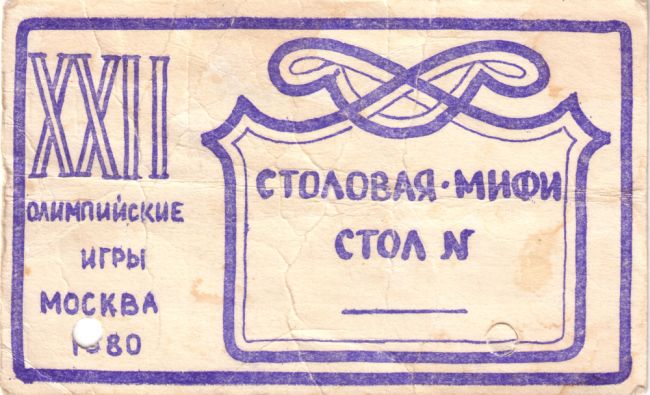 XXII
ОЛИМПИЙСКИЕ
ИГРЫ
МОСКВА
1980
СТОЛОВАЯ·МИФИ
СТОЛ N